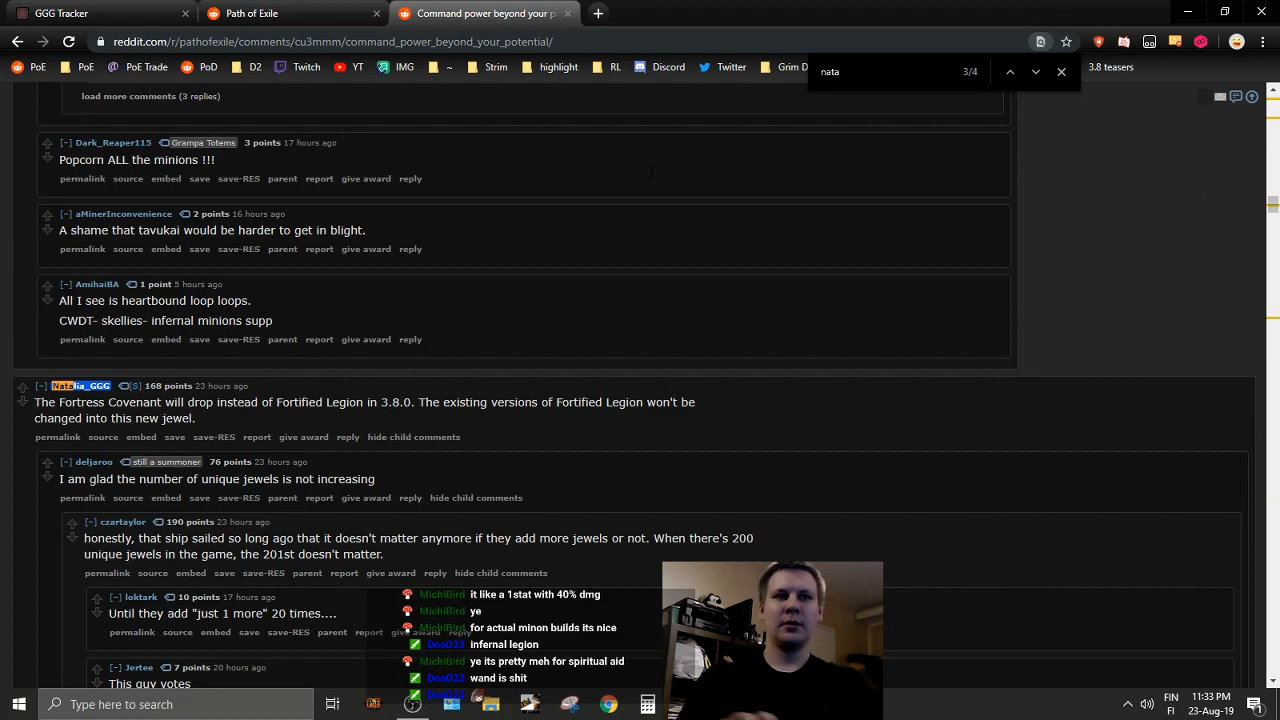 GGG Tracker
Path of Exile
Command power beyond your p
reddit.com/r/pathofexile/comments/cu3mmm/command_power_beyond_your_potential/
PoE PoE PoE Trade PoD D2 Twitch YT IMG ~ Strim highlight RL Discord Twitter Grim D 3.8 teasers
nata 3/4
load more comments (3 replies)
[-] Dark_Reaper115 Grampa Totems 3 points 17 hours ago
Popcorn ALL the minions !!!
permalink source embed save save-RES parent report give award reply
[-] aMinerInconvenience 2 points 16 hours ago
A shame that tavukai would be harder to get in blight.
permalink source embed save save-RES parent report give award reply
[-] AmihaiBA 1 point 5 hours ago
All I see is heartbound loop loops.
CWDT- skellies- infernal minions supp
permalink source embed save save-RES parent report give award reply
[-] Natalia_GGG [S] 168 points 23 hours ago
The Fortress Covenant will drop instead of Fortified Legion in 3.8.0. The existing versions of Fortified Legion won't be
changed into this new jewel.
permalink source embed save save-RES report give award reply hide child comments
[-] deljaroo still a summoner 76 points 23 hours ago
I am glad the number of unique jewels is not increasing
permalink source embed save save-RES parent report give award reply hide child comments
[-] czartaylor 190 points 23 hours ago
honestly, that ship sailed so long ago that it doesn't matter anymore if they add more jewels or not. When there's 200
unique jewels in the game, the 201st doesn't matter.
permalink source embed save save-RES parent report give award reply hide child comments
[-] loktark 10 points 17 hours ago
Until they add "just 1 more" 20 times....
permalink source embed save save-RES parent report give award reply
[-] Jertee 7 points 20 hours ago
This guy votes
MichiBird it like a 1stat with 40% dmg
MichiBird ye
MichiBird for actual minon builds its nice
DooD22 infernal legion
MichiBird ye its pretty meh for spiritual aid
DooD22 wand is shit
DooD22
Type here to search
FIN
FI
11:33 PM
23-Aug-19
1